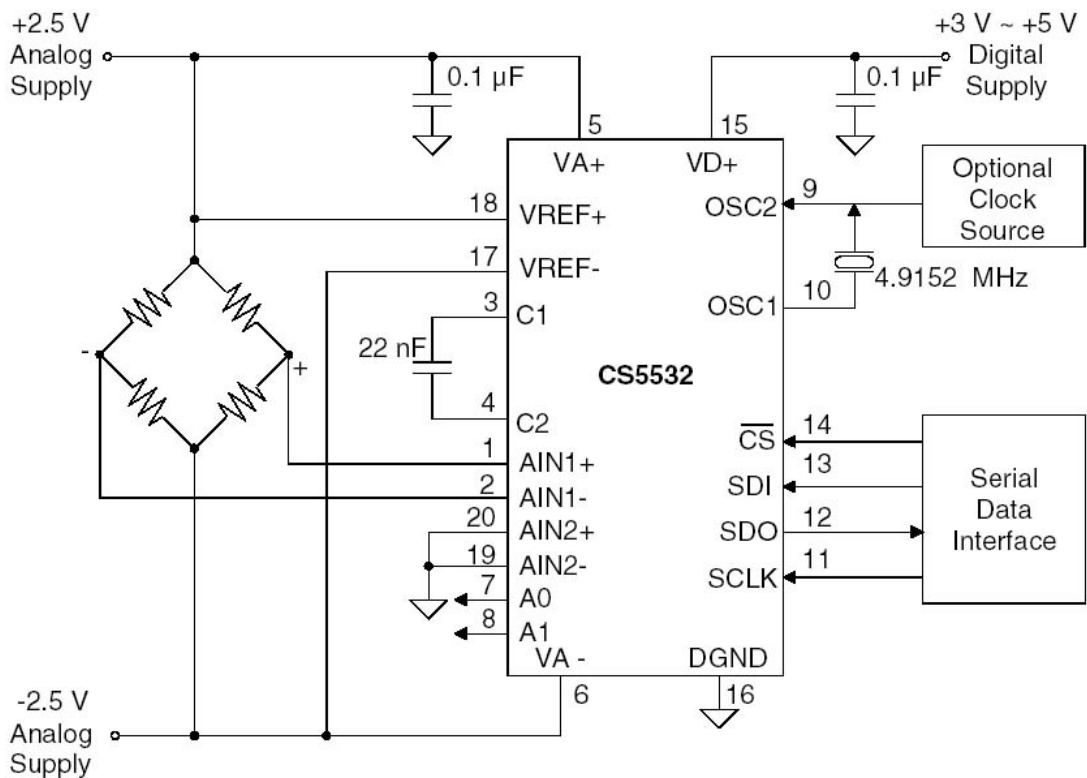 +2.5 V
Analog
Supply
0.1 µF
+3 V ~ +5 V
Digital
Supply
0.1 µF
5
15
VA+
VD+
18
VREF+
17
VREF-
3
C1
22 nF
4
C2
1
AIN1+
2
AIN1-
20
AIN2+
19
AIN2-
7
A0
8
A1
VA -
6
DGND
16
CS5532
OSC2
9
Optional
Clock
Source
4.9152 MHz
OSC1
10
CS
14
SDI
13
SDO
12
SCLK
11
Serial
Data
Interface
-
+
-2.5 V
Analog
Supply